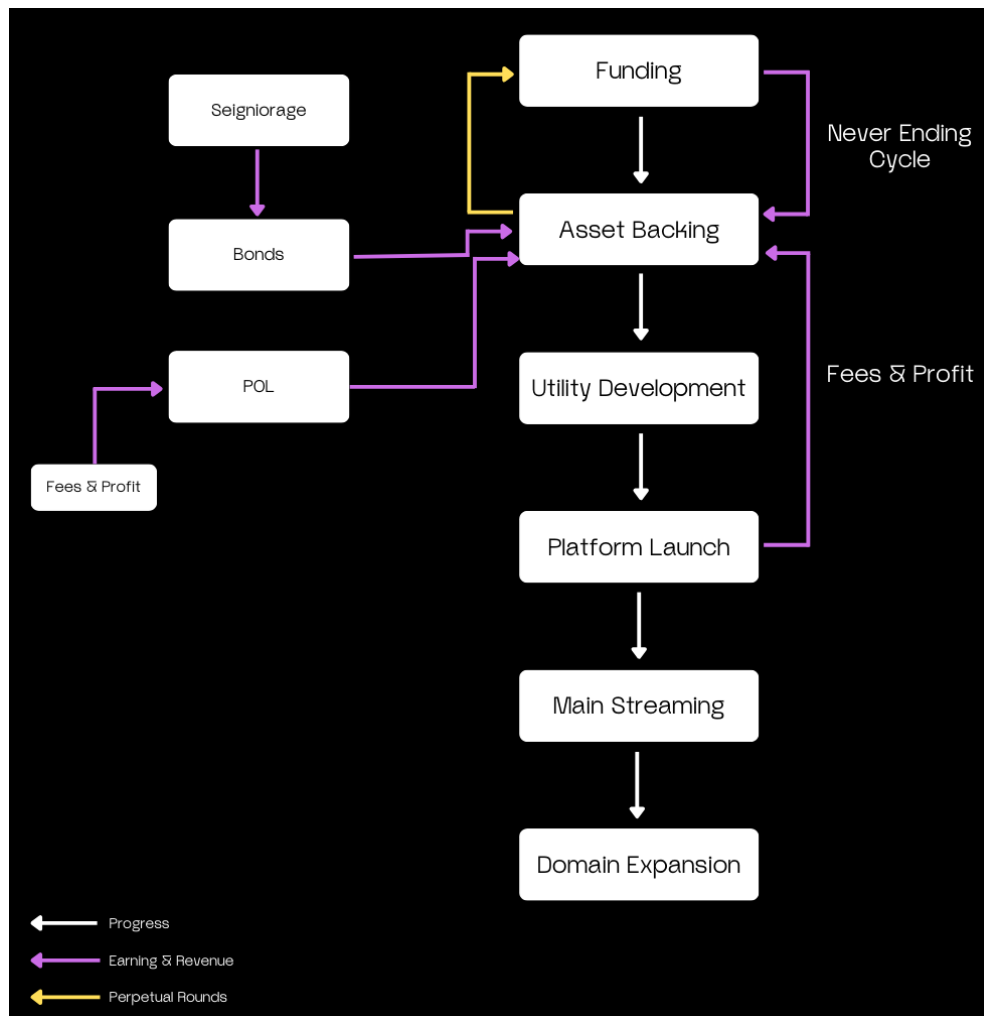 Funding
Seigniorage
Never Ending
Cycle
Asset Backing
Bonds
Fees & Profit
Utility Development
POL
Fees & Profit
Platform Launch
Main Streaming
Domain Expansion
Progress
Earning & Revenue
Perpetual Rounds